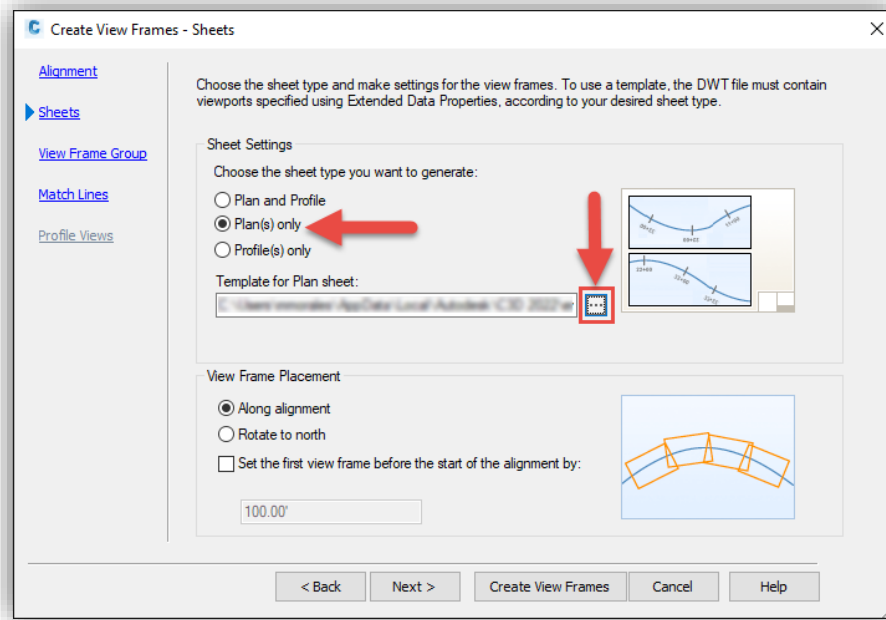 Create View Frames - Sheets
Alignment
Sheets
View Frame Group
Match Lines
Profile Views
Choose the sheet type and make settings for the view frames. To use a template, the DWT file must contain
viewports specified using Extended Data Properties, according to your desired sheet type.
Sheet Settings
Choose the sheet type you want to generate:
Plan and Profile
Plan(s) only
Profile(s) only
Template for Plan sheet:
...
View Frame Placement
Along alignment
Rotate to north
Set the first view frame before the start of the alignment by:
100.00'
< Back
Next >
Create View Frames
Cancel
Help